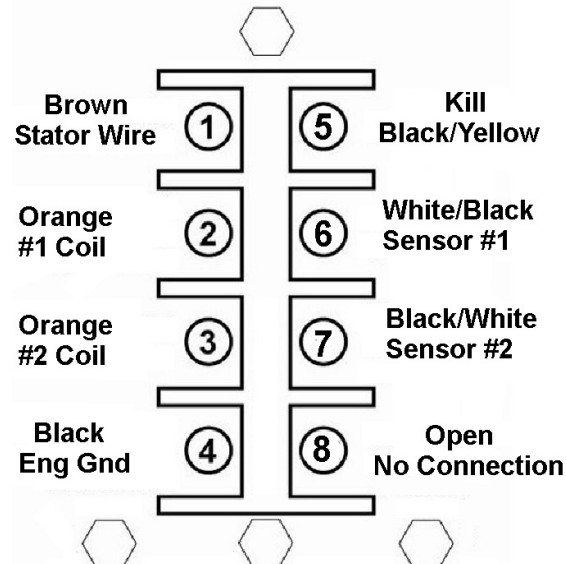 Brown
Stator Wire
1
5
Kill
Black/Yellow
Orange
#1 Coil
2
6
White/Black
Sensor #1
Orange
#2 Coil
3
7
Black/White
Sensor #2
Black
Eng Gnd
4
8
Open
No Connection